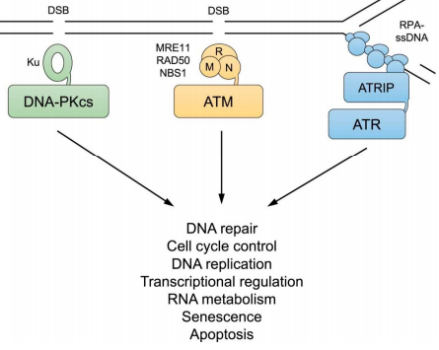 DSB
DSB
RPA-
ssDNA
Ku
MRE11
RAD50
NBS1
R
M N
ATRIP
DNA-PKcs
ATM
ATR
DNA repair
Cell cycle control
DNA replication
Transcriptional regulation
RNA metabolism
Senescence
Apoptosis